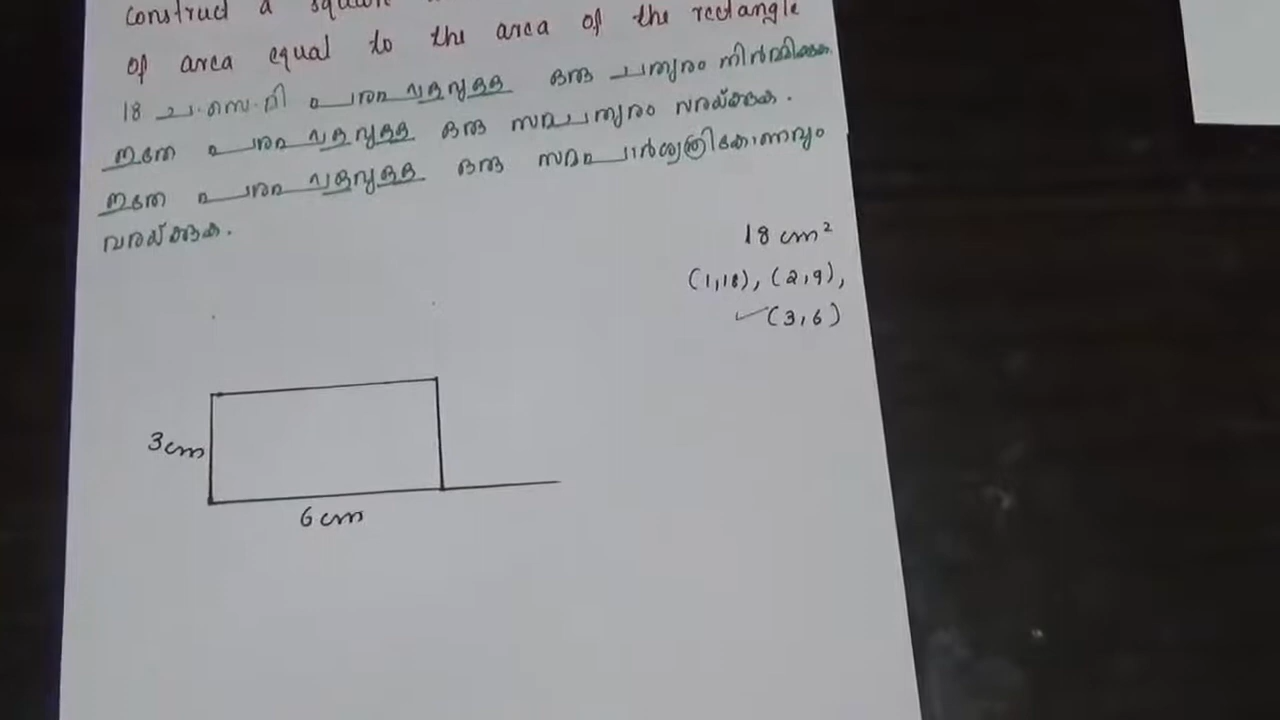 construct a square
of area equal to the area of the rectangle
18 ച.സെ.മീ പരപ്പളവുള്ള ഒരു ചതുരം നിർമ്മിക്കുക.
ഇതേ പരപ്പളവുള്ള ഒരു സമചതുരം വരയ്ക്കുക.
ഇതേ പരപ്പളവുള്ള ഒരു സമപാർശ്വത്രികോണവും
വരയ്ക്കുക.
18 cm²
(1,18), (2,9),
✓(3,6)
3cm
6cm